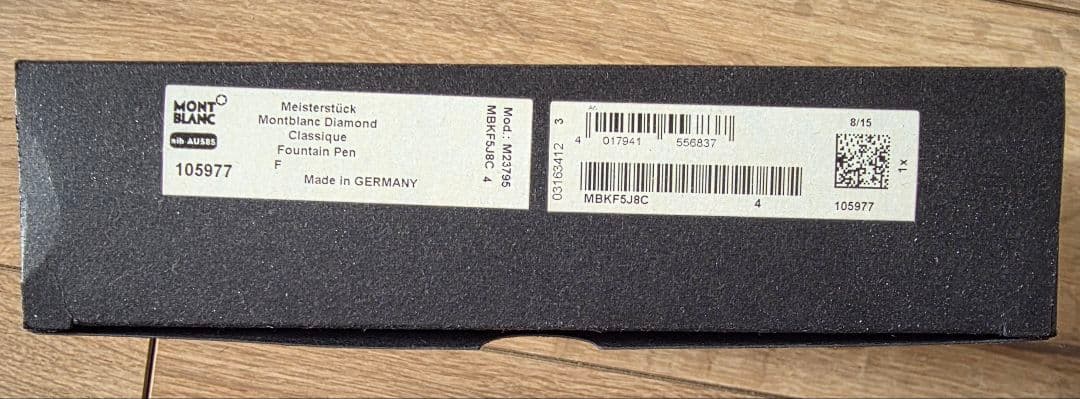 MONT
BLANC
nib AU585
105977
Meisterstück
Montblanc Diamond
Classique
Fountain Pen
F
Made in GERMANY
Mod.: M23795
MBKF5J8C 4
03163412 3
4 017941 556837
MBKF5J8C 4
8/15
1x
105977